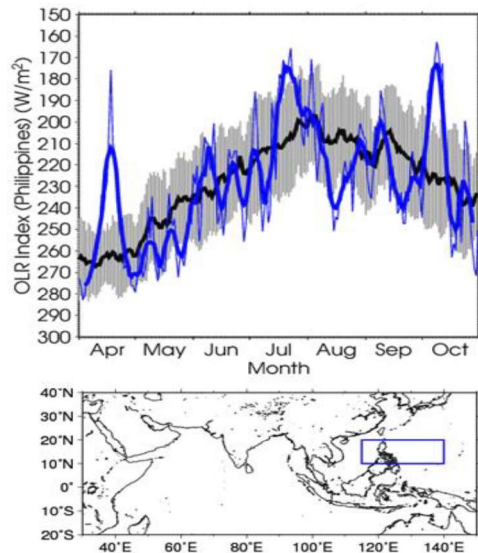 OLR Index (Philippines) (W/m²)
150
160
170
180
190
200
210
220
230
240
250
260
270
280
290
300
Apr May Jun Jul Aug Sep Oct
Month
40°N
30°N
20°N
10°N
0°
10°S
20°S
40°E 60°E 80°E 100°E 120°E 140°E